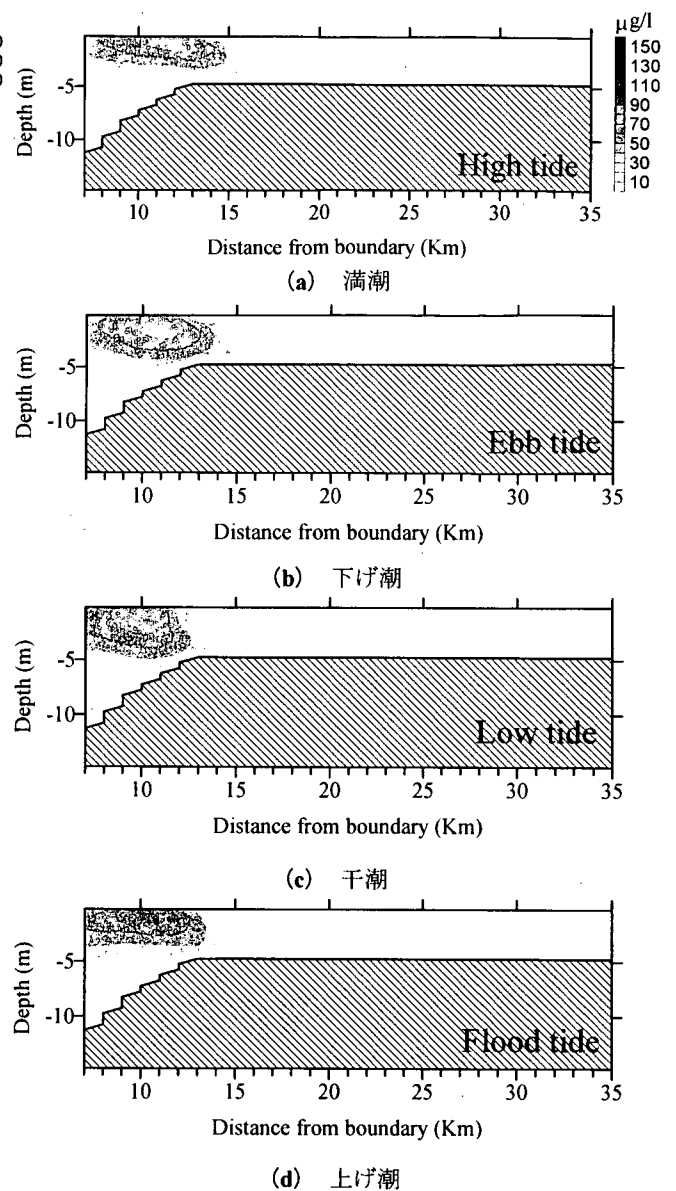 μg/l
150
130
110
90
70
50
30
10
Depth (m)
-5
-10
High tide
10 15 20 25 30 35
Distance from boundary (Km)
(a) 満潮
Depth (m)
-5
-10
Ebb tide
10 15 20 25 30 35
Distance from boundary (Km)
(b) 下げ潮
Depth (m)
-5
-10
Low tide
10 15 20 25 30 35
Distance from boundary (Km)
(c) 干潮
Depth (m)
-5
-10
Flood tide
10 15 20 25 30 35
Distance from boundary (Km)
(d) 上げ潮